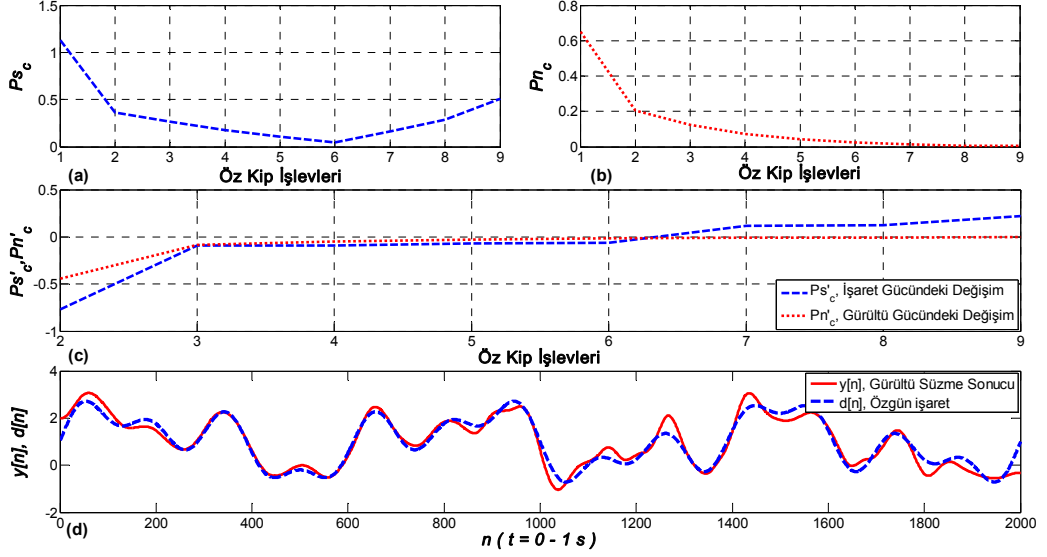 1.5
1
0.5
0
Ps_c
1 2 3 4 5 6 7 8 9
(a)
Öz Kip İşlevleri
0.8
0.6
0.4
0.2
0
Pn_c
1 2 3 4 5 6 7 8 9
(b)
Öz Kip İşlevleri
0.5
0
-0.5
-1
Ps'_c,Pn'_c
Ps'_c, İşaret Gücündeki Değişim
Pn'_c, Gürültü Gücündeki Değişim
2 3 4 5 6 7 8 9
(c)
Öz Kip İşlevleri
4
2
0
-2
y[n], d[n]
y[n], Gürültü Süzme Sonucu
d[n], Özgün işaret
0 200 400 600 800 1000 1200 1400 1600 1800 2000
(d)
n ( t = 0 - 1 s )